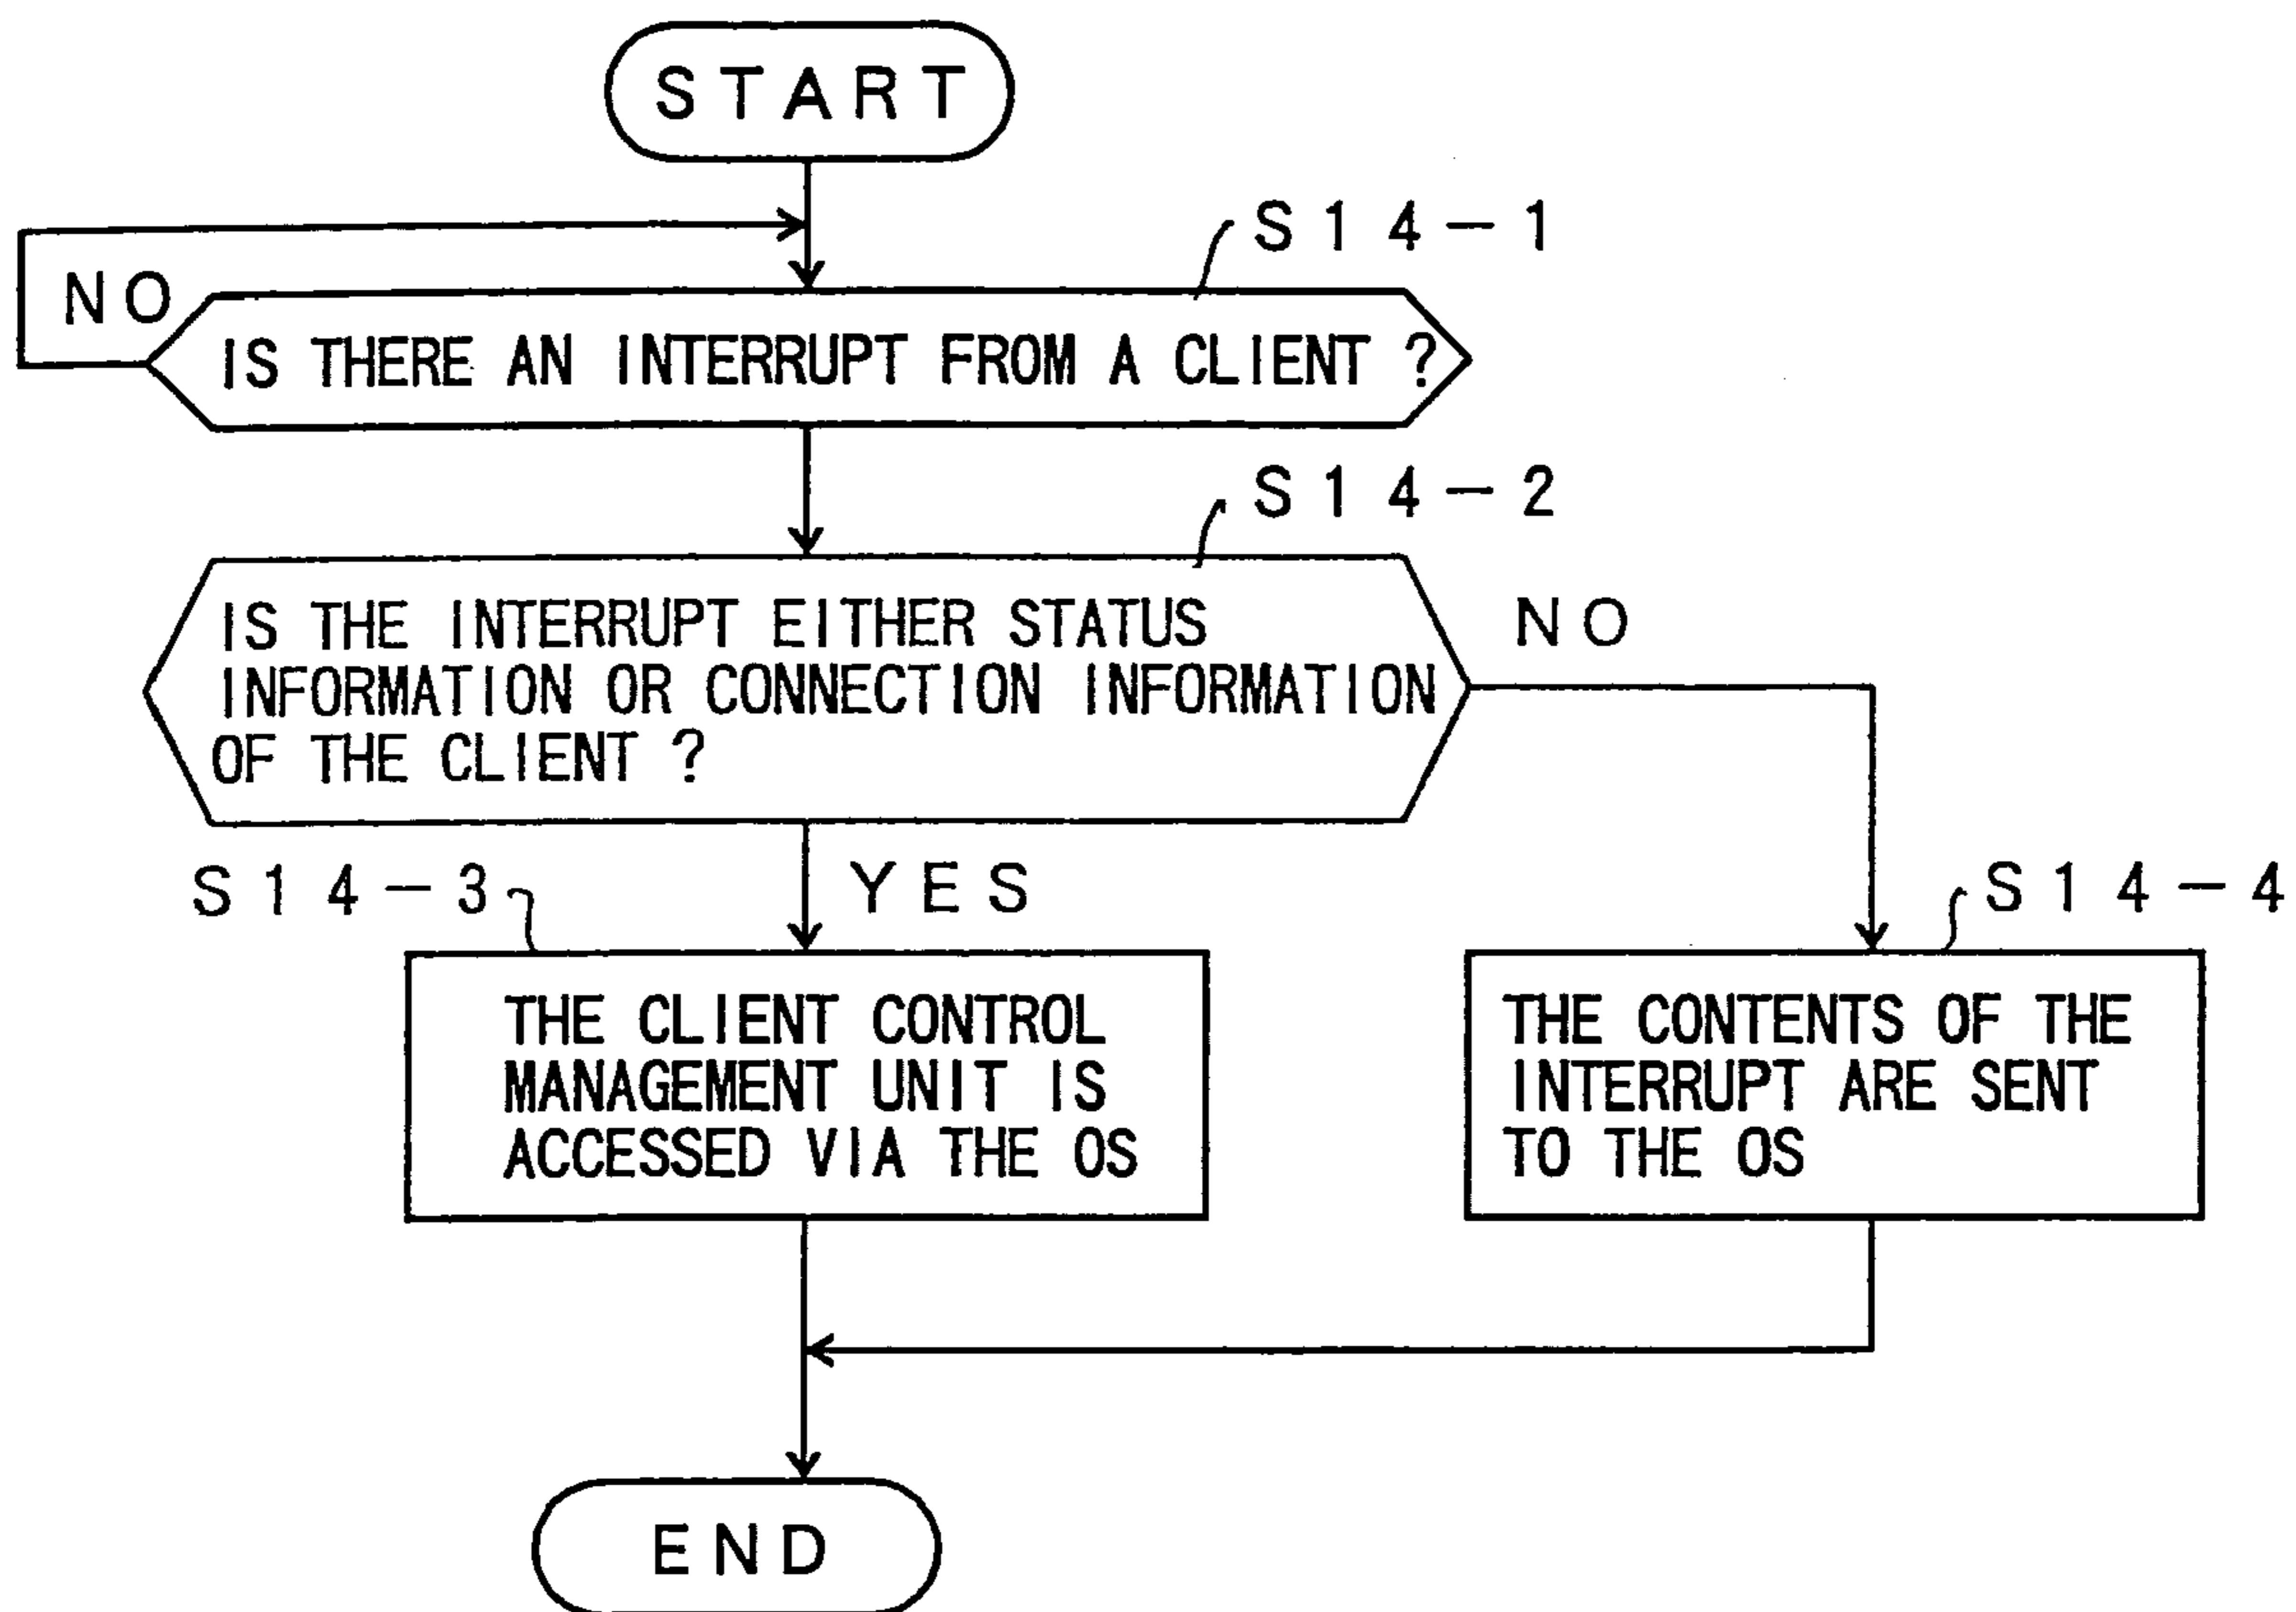 START
S14-1
NO
IS THERE AN INTERRUPT FROM A CLIENT ?
S14-2
IS THE INTERRUPT EITHER STATUS
INFORMATION OR CONNECTION INFORMATION
OF THE CLIENT ?
NO
S14-3
YES
S14-4
THE CLIENT CONTROL
MANAGEMENT UNIT IS
ACCESSED VIA THE OS
THE CONTENTS OF THE
INTERRUPT ARE SENT
TO THE OS
END